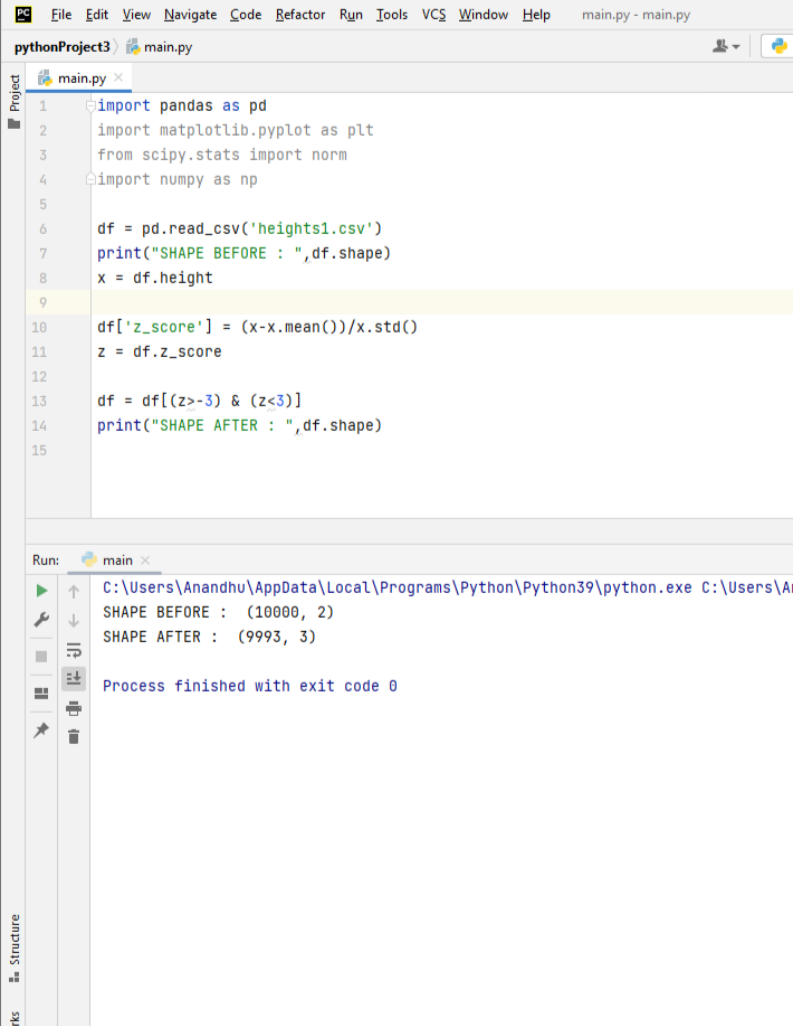 PC File Edit View Navigate Code Refactor Run Tools VCS Window Help main.py - main.py
pythonProject3 main.py
main.py
Project
1 import pandas as pd
2 import matplotlib.pyplot as plt
3 from scipy.stats import norm
4 import numpy as np
5
6 df = pd.read_csv('heights1.csv')
7 print("SHAPE BEFORE : ",df.shape)
8 x = df.height
9
10 df['z_score'] = (x-x.mean())/x.std()
11 z = df.z_score
12
13 df = df[(z>-3) & (z<3)]
14 print("SHAPE AFTER : ",df.shape)
15
Run: main
C:\Users\Anandhu\AppData\Local\Programs\Python\Python39\python.exe C:\Users\A
SHAPE BEFORE :  (10000, 2)
SHAPE AFTER :  (9993, 3)
Process finished with exit code 0
Structure